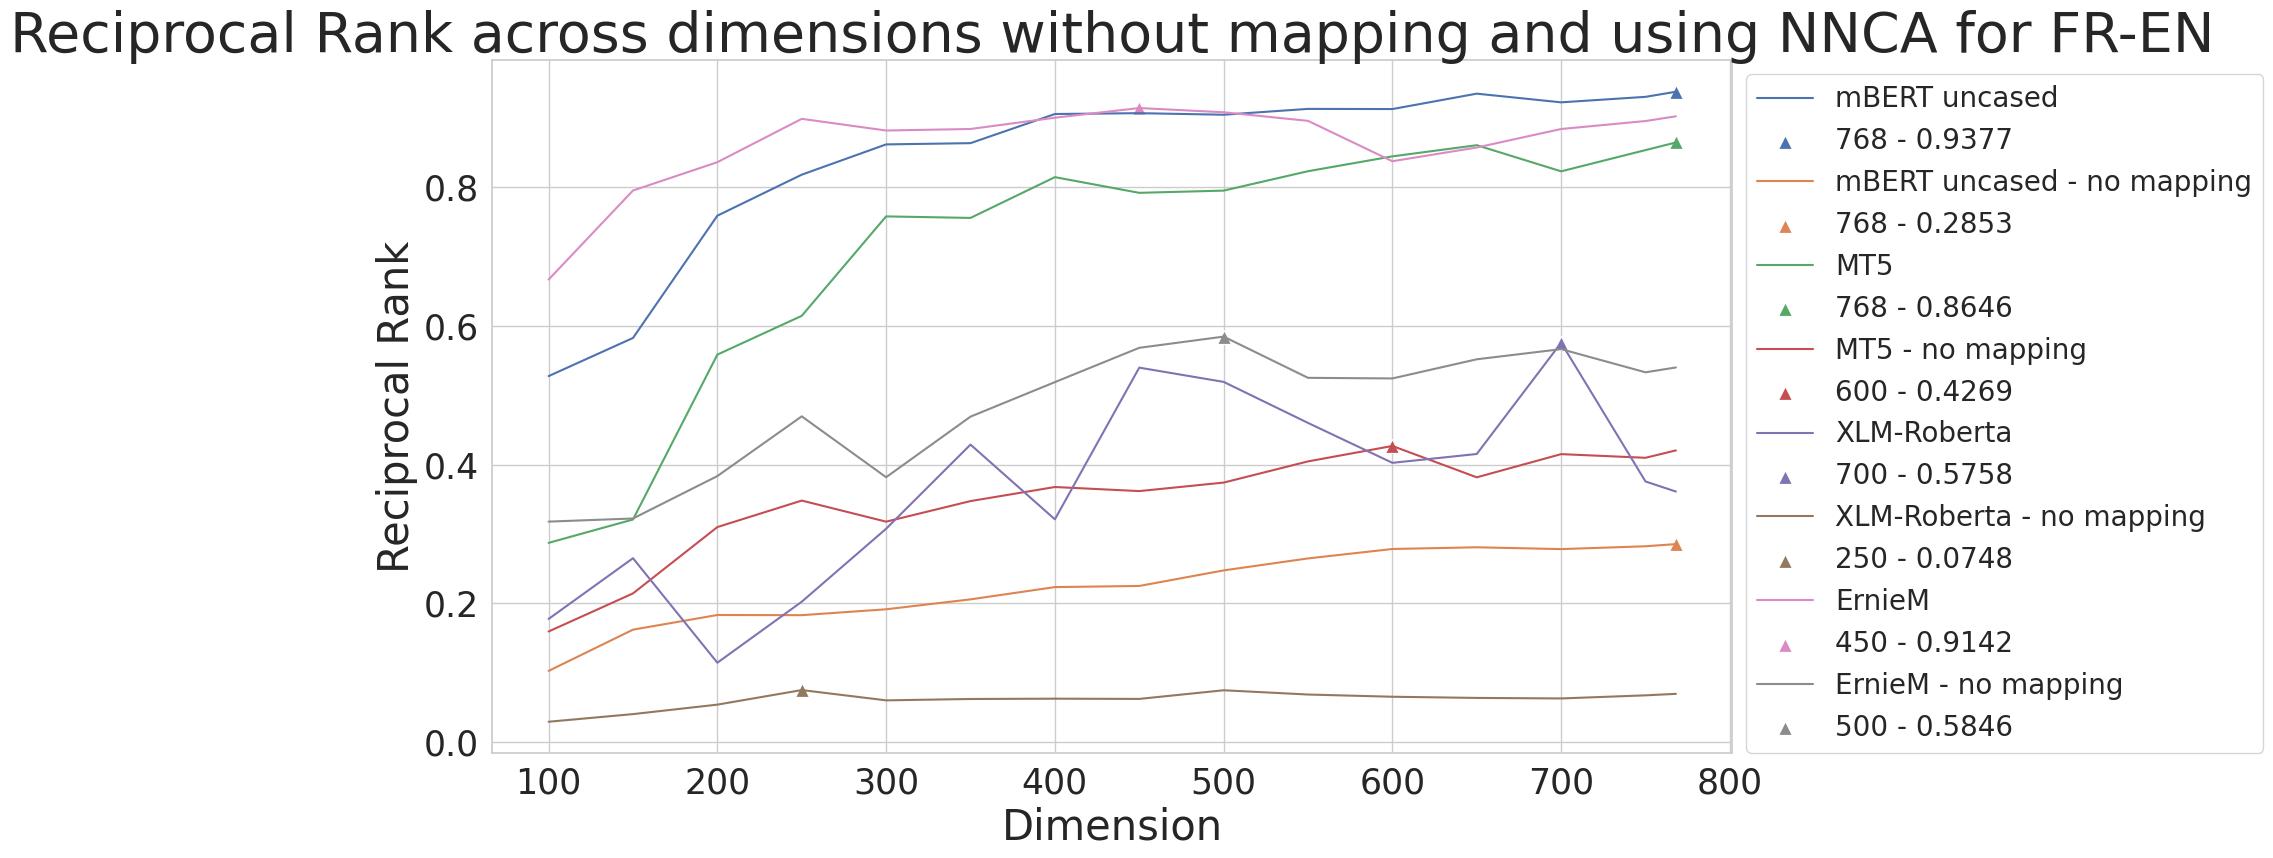 Reciprocal Rank across dimensions without mapping and using NNCA for FR-EN
Reciprocal Rank
0.8
0.6
0.4
0.2
0.0
100 200 300 400 500 600 700 800
Dimension
mBERT uncased
768 - 0.9377
mBERT uncased - no mapping
768 - 0.2853
MT5
768 - 0.8646
MT5 - no mapping
600 - 0.4269
XLM-Roberta
700 - 0.5758
XLM-Roberta - no mapping
250 - 0.0748
ErnieM
450 - 0.9142
ErnieM - no mapping
500 - 0.5846